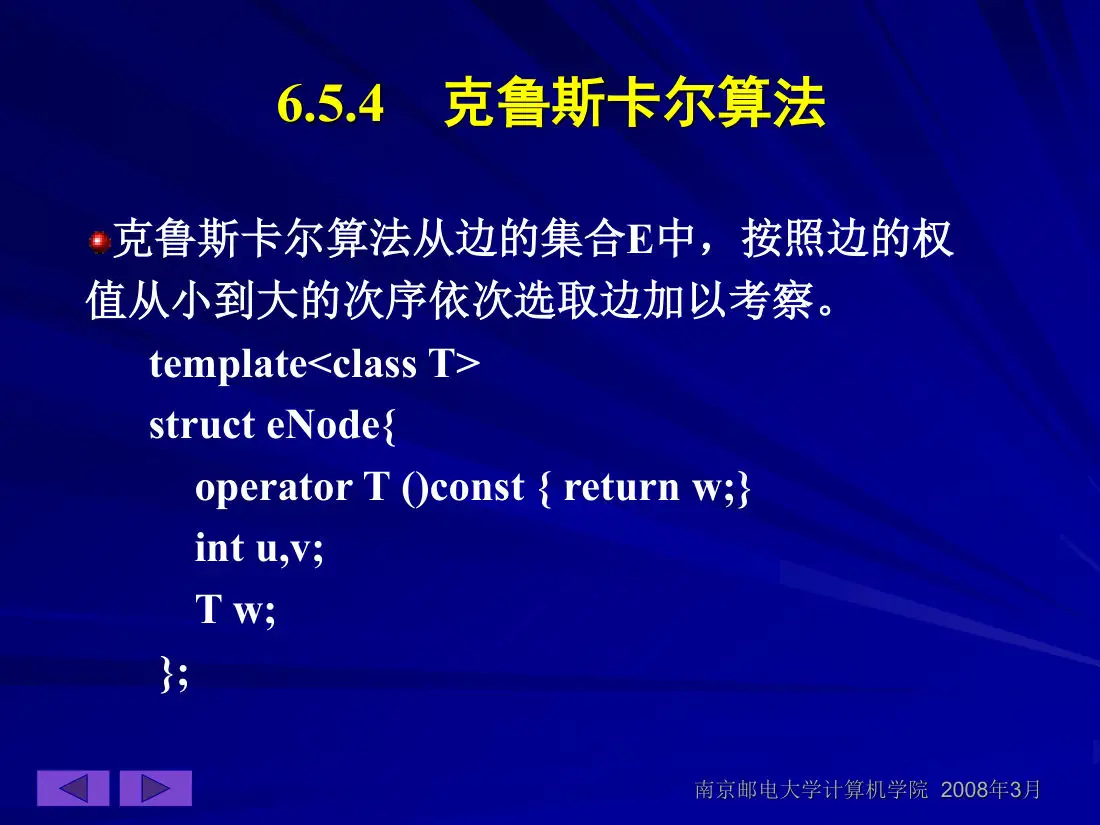 6.5.4 克鲁斯卡尔算法
克鲁斯卡尔算法从边的集合E中，按照边的权
值从小到大的次序依次选取边加以考察。
template<class T>
struct eNode{
operator T ()const { return w;}
int u,v;
T w;
};
南京邮电大学计算机学院 2008年3月